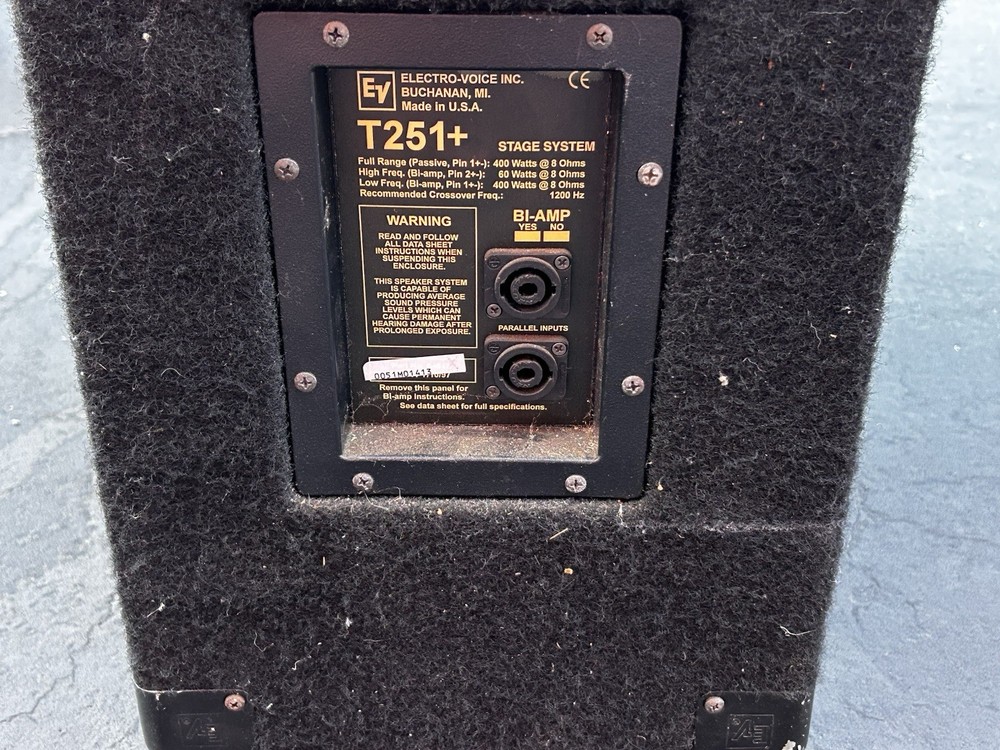 EV ELECTRO-VOICE INC.
BUCHANAN, MI.
Made in U.S.A.
CE
T251+
STAGE SYSTEM
Full Range (Passive, Pin 1+-): 400 Watts @ 8 Ohms
High Freq. (Bi-amp, Pin 2+-): 60 Watts @ 8 Ohms
Low Freq. (Bi-amp, Pin 1+-): 400 Watts @ 8 Ohms
Recommended Crossover Freq.: 1200 Hz
WARNING
READ AND FOLLOW
ALL DATA SHEET
INSTRUCTIONS WHEN
SUSPENDING THIS
ENCLOSURE.
THIS SPEAKER SYSTEM
IS CAPABLE OF
PRODUCING AVERAGE
SOUND PRESSURE
LEVELS WHICH CAN
CAUSE PERMANENT
HEARING DAMAGE AFTER
PROLONGED EXPOSURE.
BI-AMP
YES NO
PARALLEL INPUTS
0051M01413
Remove this panel for
Bi-amp instructions.
See data sheet for full specifications.
EV
EV